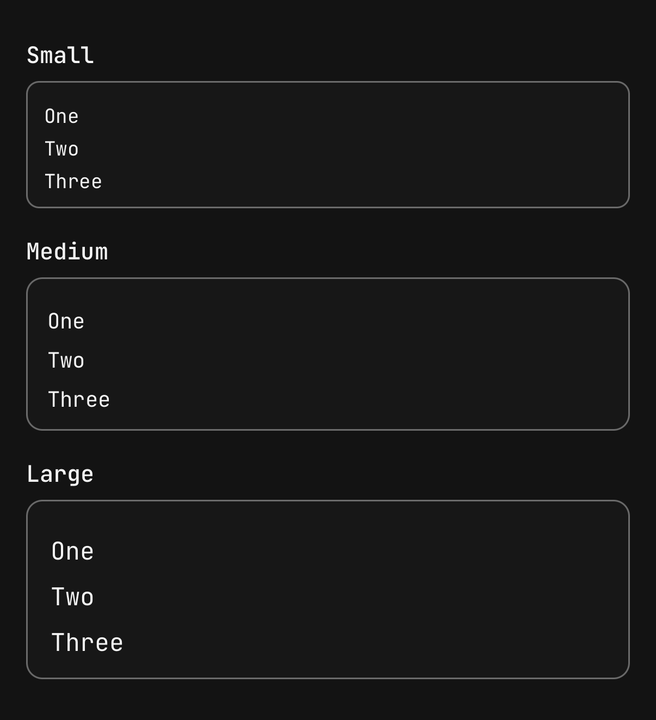 Small
One
Two
Three
Medium
One
Two
Three
Large
One
Two
Three